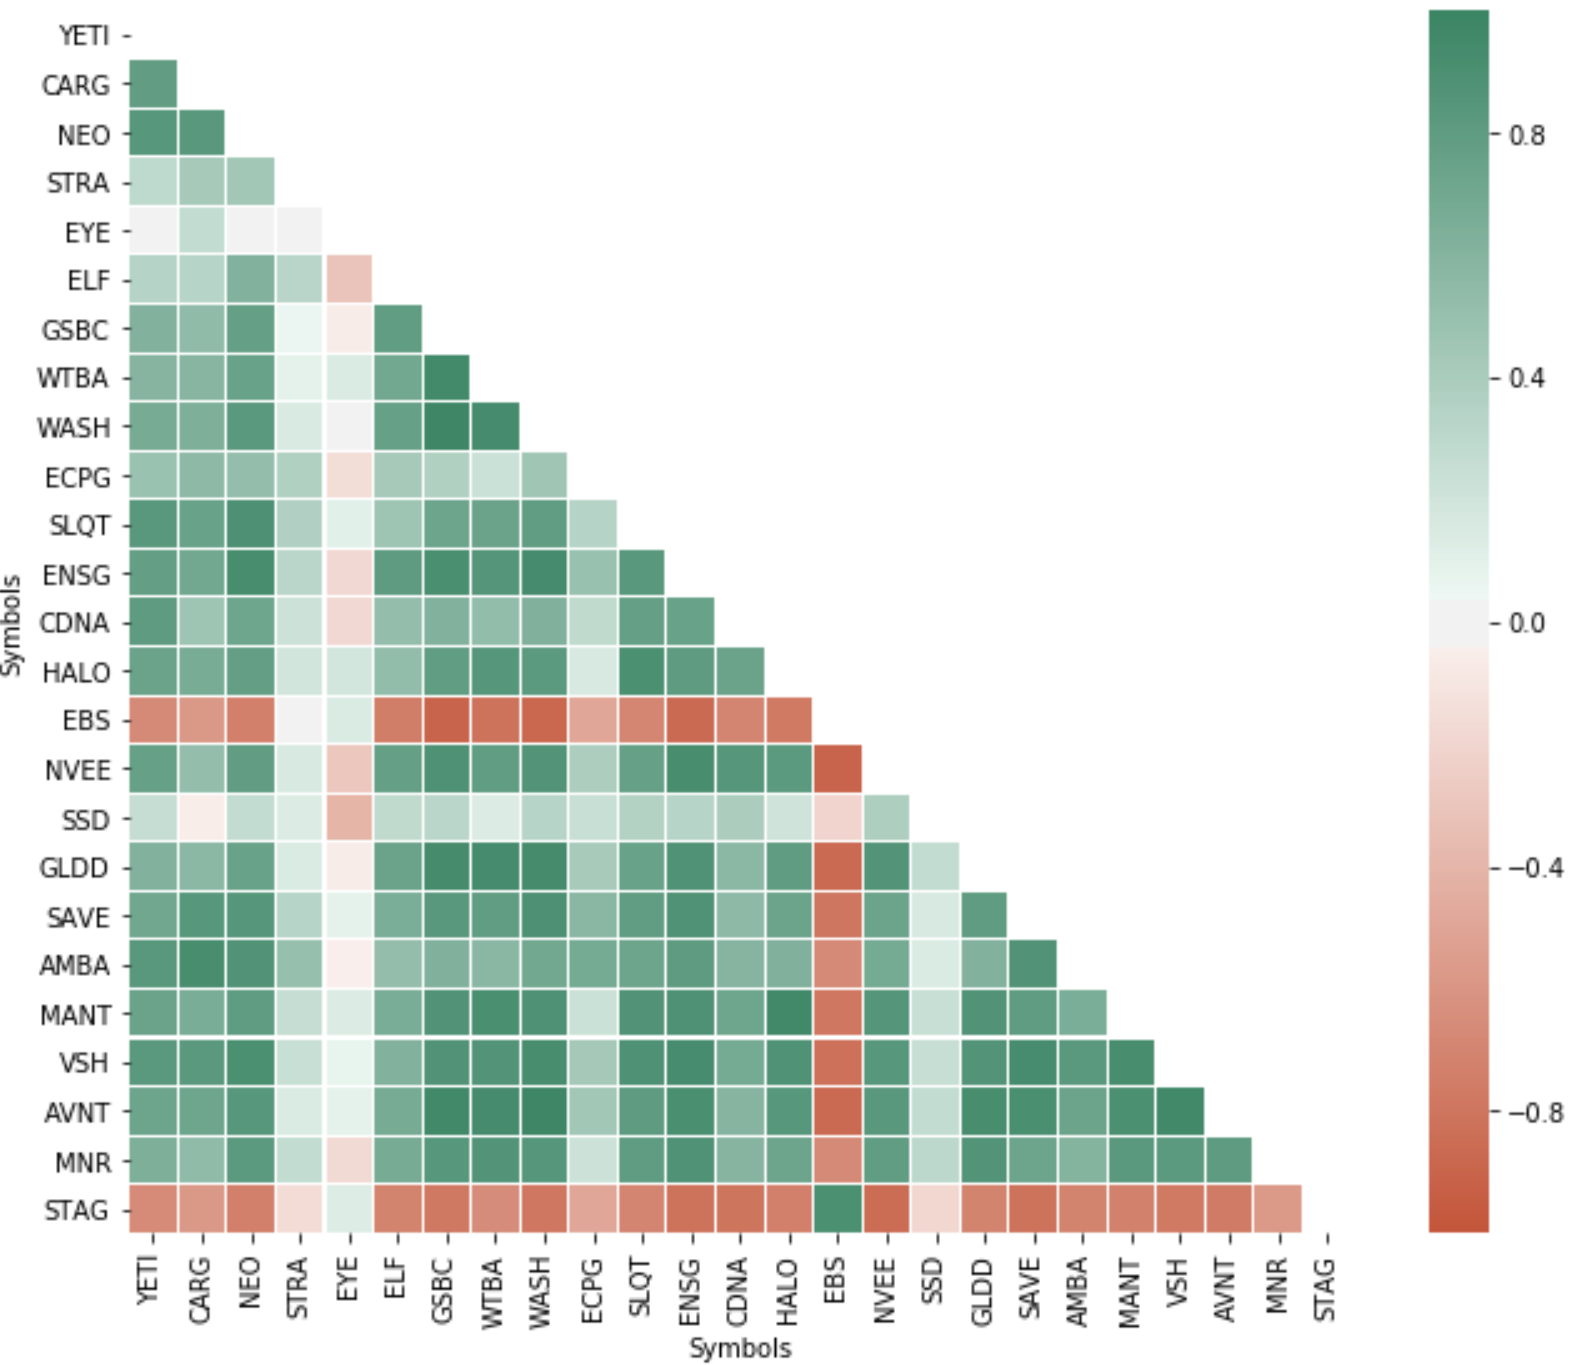 YETI
CARG
NEO
STRA
EYE
ELF
GSBC
WTBA
WASH
ECPG
SLQT
ENSG
CDNA
HALO
EBS
NVEE
SSD
GLDD
SAVE
AMBA
MANT
VSH
AVNT
MNR
STAG
Symbols
YETI CARG NEO STRA EYE ELF GSBC WTBA WASH ECPG SLQT ENSG CDNA HALO EBS NVEE SSD GLDD SAVE AMBA MANT VSH AVNT MNR STAG
Symbols
0.8
0.4
0.0
−0.4
−0.8